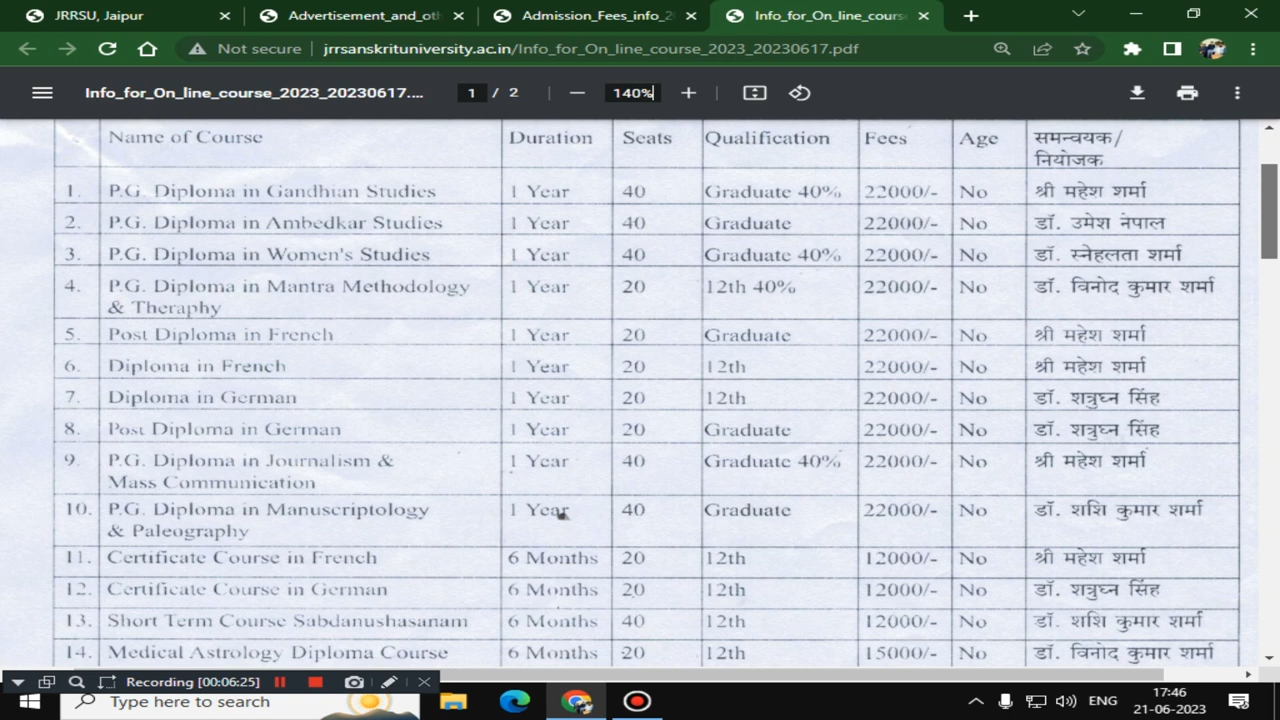 JRRSU, Jaipur
Advertisement_and_oth
Admission_Fees_info_2
Info_for_On_line_course
Not secure
jrrsanskrituniversity.ac.in/Info_for_On_line_course_2023_20230617.pdf
Info_for_On_line_course_2023_20230617....
1 / 2
140%
Name of Course Duration Seats Qualification Fees Age समन्वयक/
नियोजक
1. P.G. Diploma in Gandhian Studies 1 Year 40 Graduate 40% 22000/- No श्री महेश शर्मा
2. P.G. Diploma in Ambedkar Studies 1 Year 40 Graduate 22000/- No डॉ. उमेश नेपाल
3. P.G. Diploma in Women's Studies 1 Year 40 Graduate 40% 22000/- No डॉ. स्नेहलता शर्मा
4. P.G. Diploma in Mantra Methodology 1 Year 20 12th 40% 22000/- No डॉ. विनोद कुमार शर्मा
& Theraphy
5. Post Diploma in French 1 Year 20 Graduate 22000/- No श्री महेश शर्मा
6. Diploma in French 1 Year 20 12th 22000/- No श्री महेश शर्मा
7. Diploma in German 1 Year 20 12th 22000/- No डॉ. शत्रुघ्न सिंह
8. Post Diploma in German 1 Year 20 Graduate 22000/- No डॉ. शत्रुघ्न सिंह
9. P.G. Diploma in Journalism & 1 Year 40 Graduate 40% 22000/- No श्री महेश शर्मा
Mass Communication
10. P.G. Diploma in Manuscriptology 1 Year 40 Graduate 22000/- No डॉ. शशि कुमार शर्मा
& Paleography
11. Certificate Course in French 6 Months 20 12th 12000/- No श्री महेश शर्मा
12. Certificate Course in German 6 Months 20 12th 12000/- No डॉ. शत्रुघ्न सिंह
13. Short Term Course Sabdanushasanam 6 Months 40 12th 12000/- No डॉ. शशि कुमार शर्मा
14. Medical Astrology Diploma Course 6 Months 20 12th 15000/- No डॉ. विनोद कुमार शर्मा
Recording [00:06:25]
Type here to search
ENG
17:46
21-06-2023